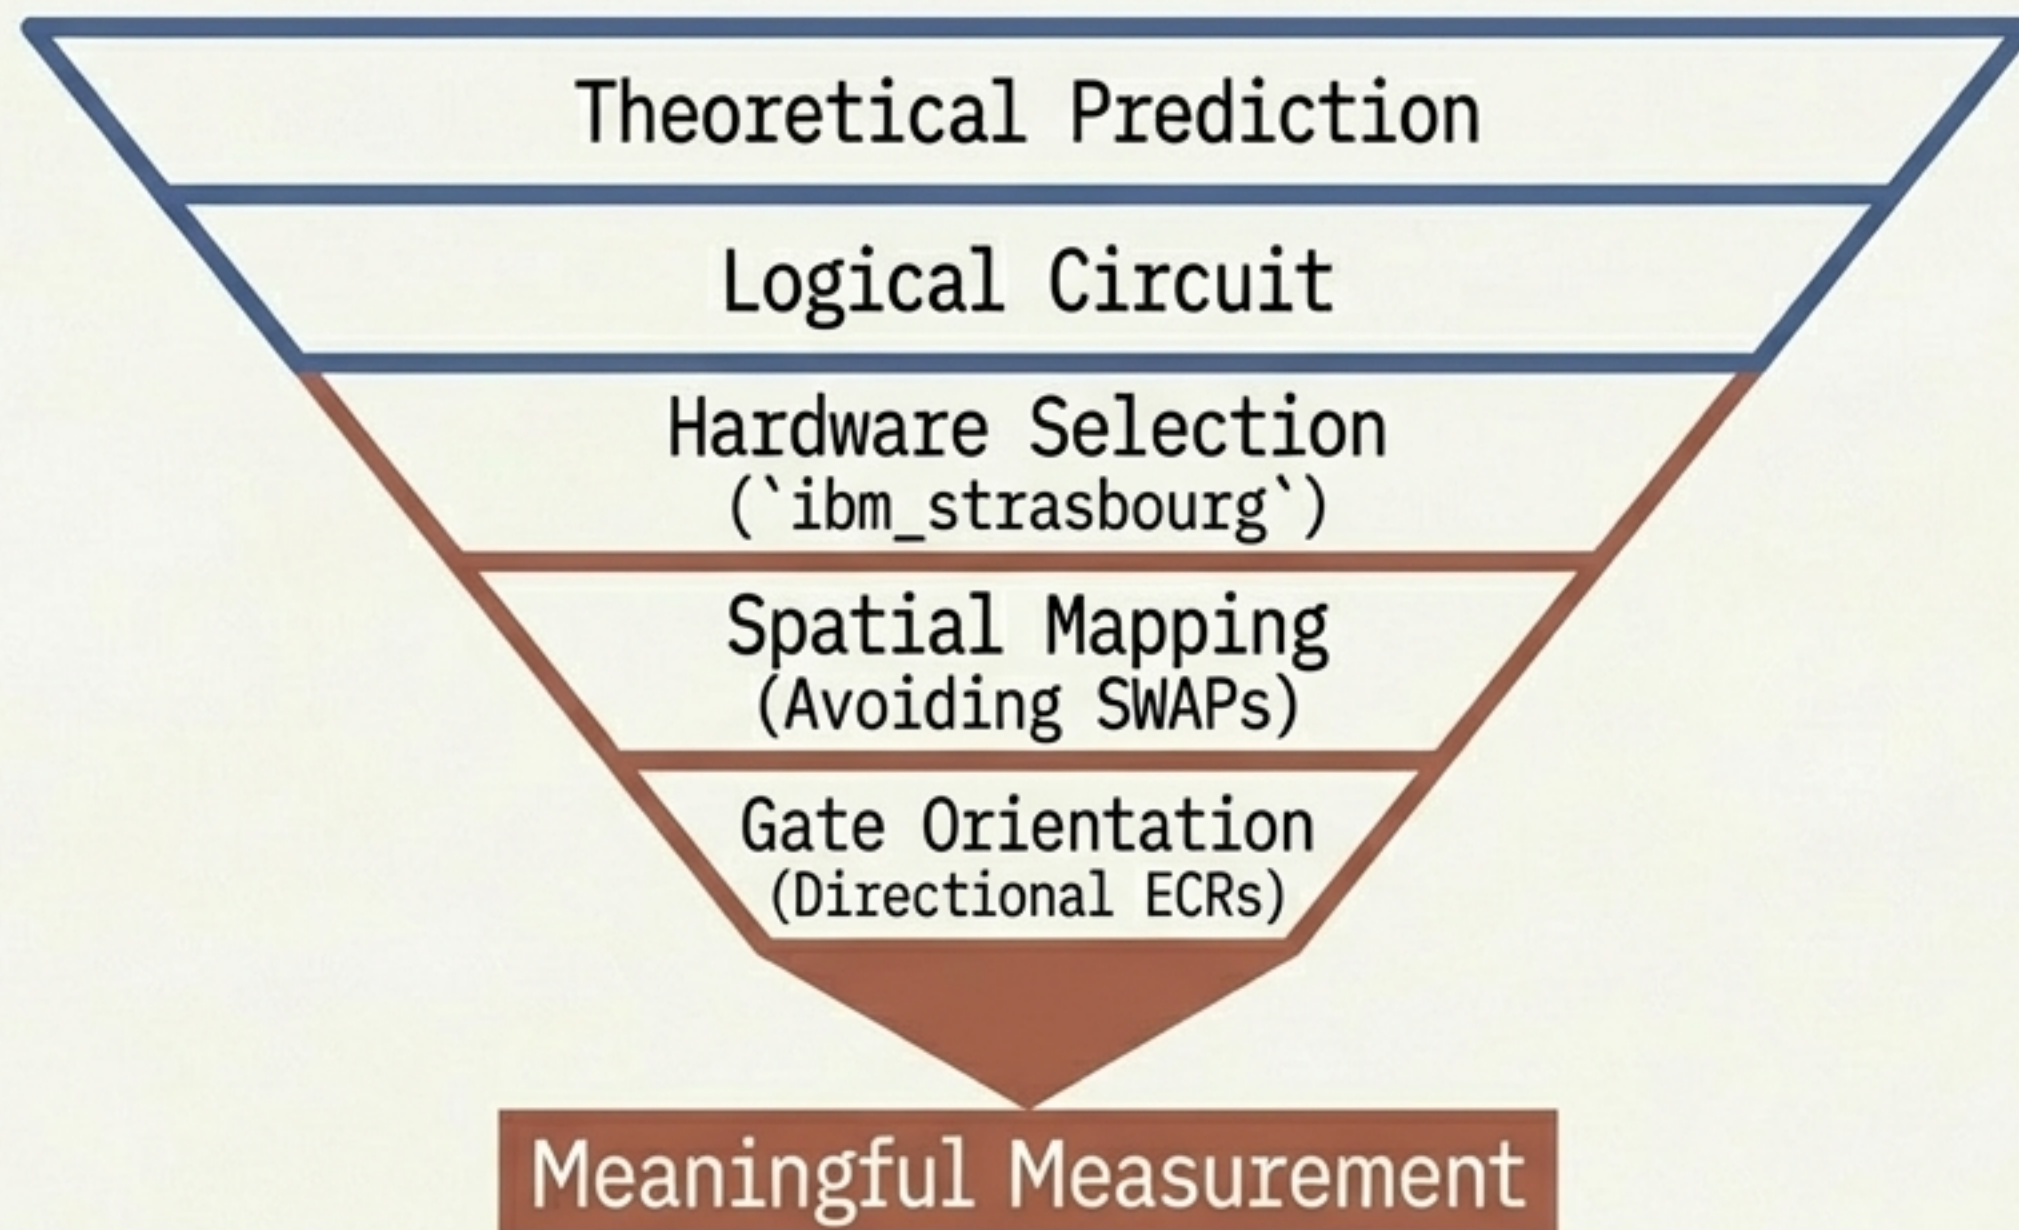 Theoretical Prediction
Logical Circuit
Hardware Selection
(`ibm_strasbourg`)
Spatial Mapping
(Avoiding SWAPs)
Gate Orientation
(Directional ECRs)
Meaningful Measurement